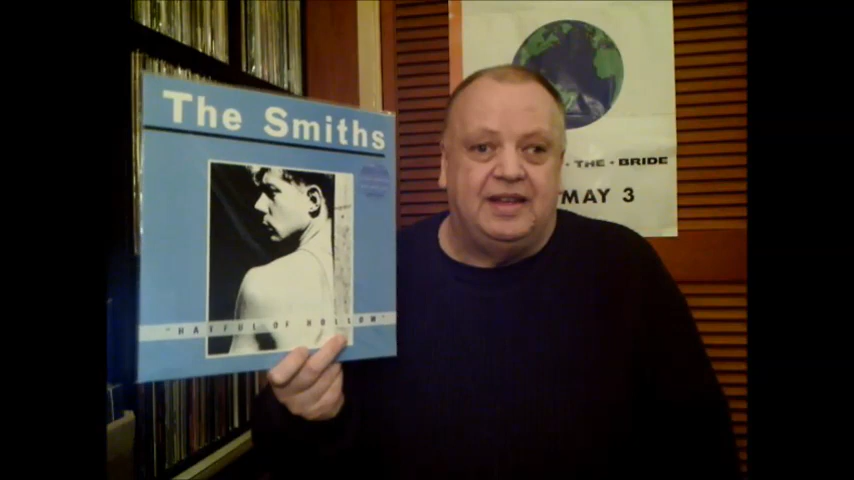 The Smiths
"HATFUL OF HOLLOW"
· THE · BRIDE
MAY 3